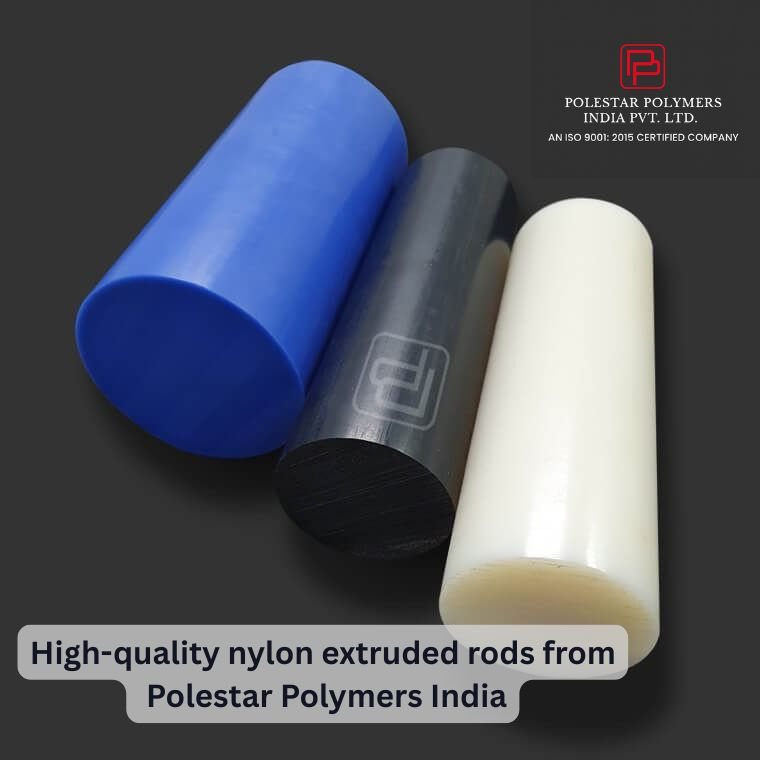 POLESTAR POLYMERS
INDIA PVT. LTD.
AN ISO 9001: 2015 CERTIFIED COMPANY
High-quality nylon extruded rods from
Polestar Polymers India